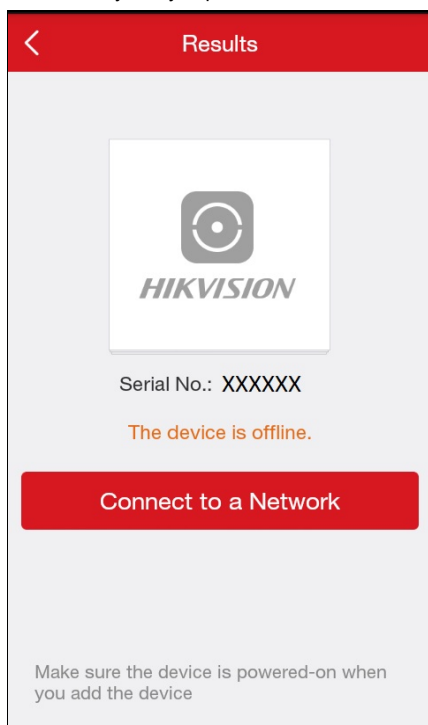 Results
HIKVISION
Serial No.: XXXXXX
The device is offline.
Connect to a Network
Make sure the device is powered-on when
you add the device